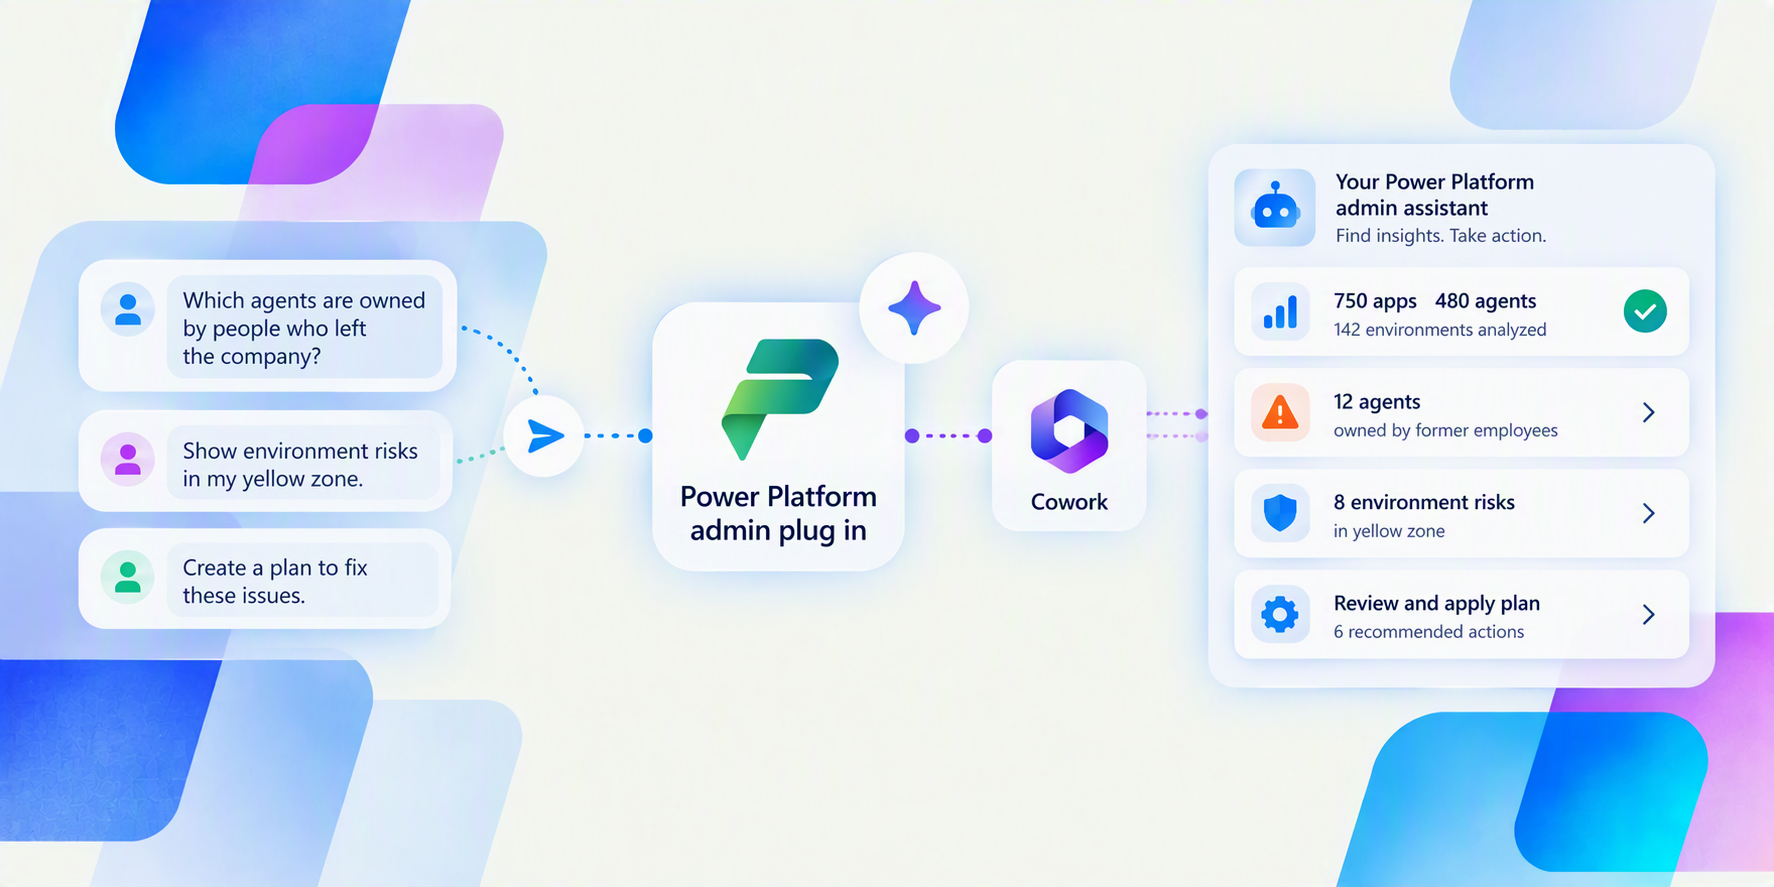 Which agents are owned
by people who left
the company?
Show environment risks
in my yellow zone.
Create a plan to fix
these issues.
Power Platform
admin plug in
Cowork
Your Power Platform
admin assistant
Find insights. Take action.
750 apps 480 agents
142 environments analyzed
12 agents
owned by former employees
8 environment risks
in yellow zone
Review and apply plan
6 recommended actions